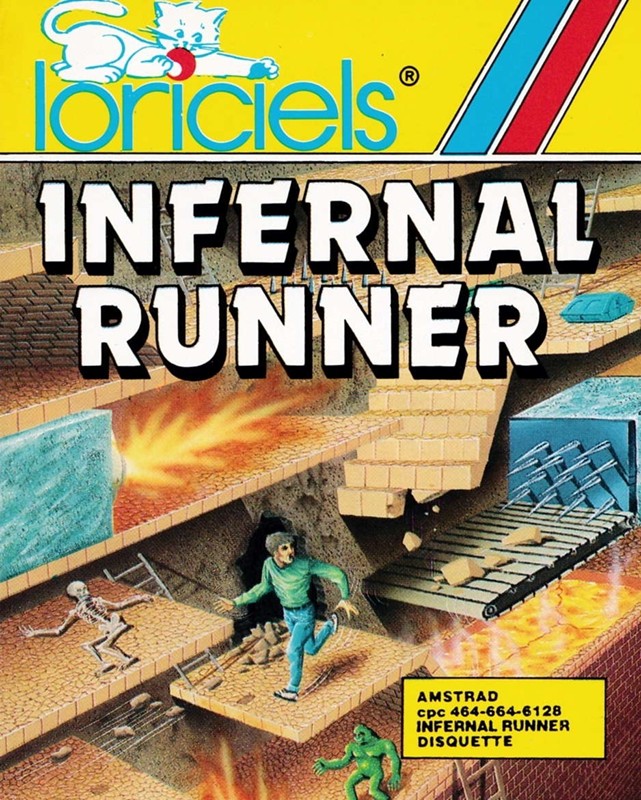 loriciels®
INFERNAL
RUNNER
AMSTRAD
cpc 464-664-6128
INFERNAL RUNNER
DISQUETTE